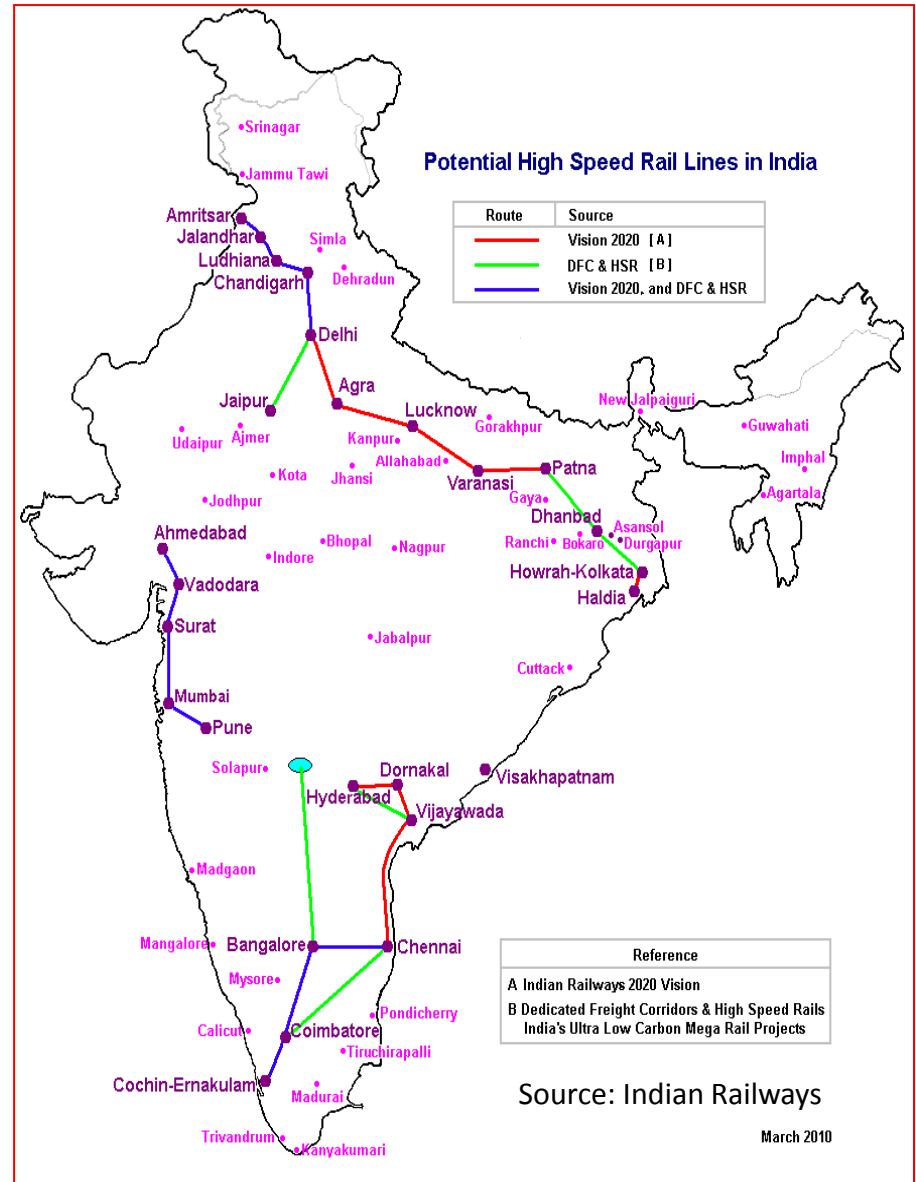 Srinagar
Potential High Speed Rail Lines in India
Jammu Tawi
Route Source
Vision 2020 [A]
DFC & HSR [B]
Vision 2020, and DFC & HSR
Amritsar
Jalandhar
Simla
Ludhiana
Dehradun
Chandigarh
Delhi
Agra
Jaipur
New Jalpaiguri
Lucknow
Gorakhpur
Guwahati
Udaipur
Ajmer
Kanpur
Allahabad
Imphal
Kota
Jhansi
Varanasi
Patna
Jodhpur
Gaya
Agartala
Dhanbad
Asansol
Ahmedabad
Bhopal
Nagpur
Ranchi
Bokaro
Durgapur
Indore
Howrah-Kolkata
Vadodara
Haldia
Surat
Jabalpur
Cuttack
Mumbai
Pune
Solapur
Dornakal
Visakhapatnam
Hyderabad
Vijayawada
Madgaon
Mangalore
Bangalore
Chennai
Reference
Mysore
A Indian Railways 2020 Vision
B Dedicated Freight Corridors & High Speed Rails
India's Ultra Low Carbon Mega Rail Projects
Pondicherry
Calicut
Coimbatore
Tiruchirapalli
Cochin-Ernakulam
Madurai
Source: Indian Railways
Trivandrum
Kanyakumari
March 2010